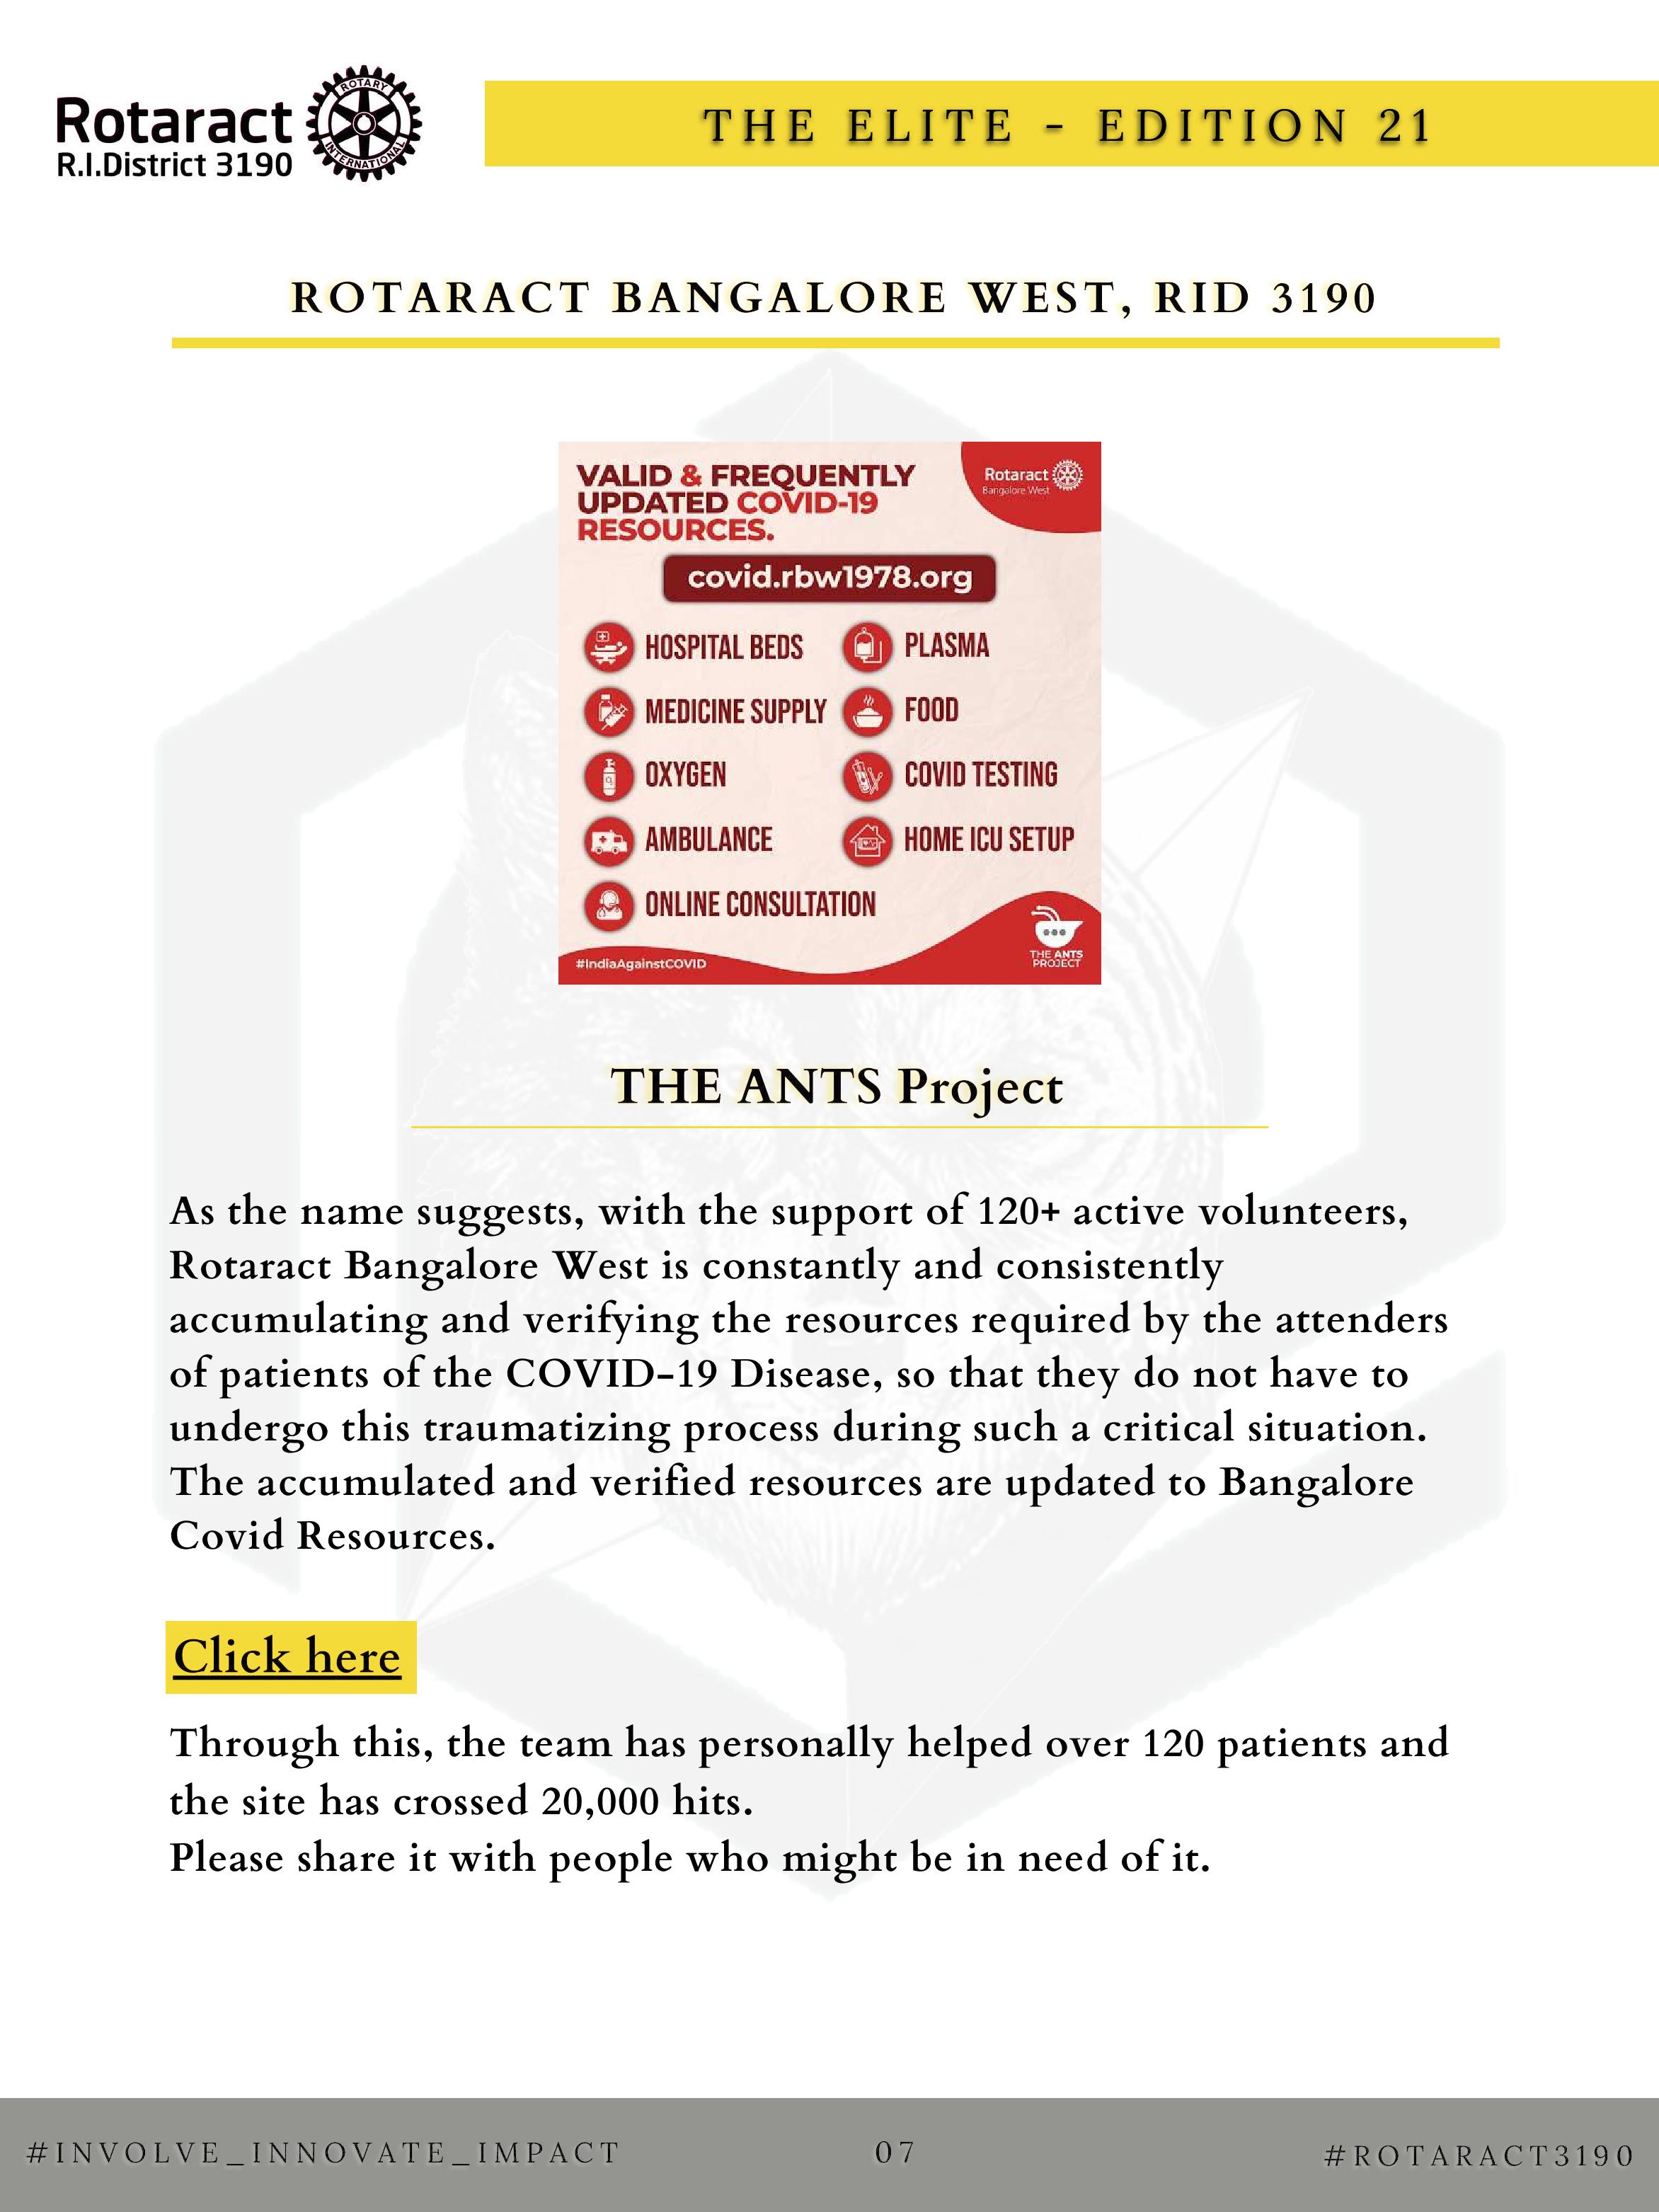 Rotaract
R.I.District 3190
ROTARY
INTERNATIONAL
THE ELITE - EDITION 21
ROTARACT BANGALORE WEST, RID 3190
VALID & FREQUENTLY
UPDATED COVID-19
RESOURCES.
Rotaract
Bangalore West
covid.rbw1978.org
HOSPITAL BEDS
PLASMA
MEDICINE SUPPLY
FOOD
OXYGEN
COVID TESTING
AMBULANCE
HOME ICU SETUP
ONLINE CONSULTATION
#IndiaAgainstCOVID
THE ANTS
PROJECT
THE ANTS Project
As the name suggests, with the support of 120+ active volunteers,
Rotaract Bangalore West is constantly and consistently
accumulating and verifying the resources required by the attenders
of patients of the COVID-19 Disease, so that they do not have to
undergo this traumatizing process during such a critical situation.
The accumulated and verified resources are updated to Bangalore
Covid Resources.
Click here
Through this, the team has personally helped over 120 patients and
the site has crossed 20,000 hits.
Please share it with people who might be in need of it.
#INVOLVE_INNOVATE_IMPACT
07
#ROTARACT3190